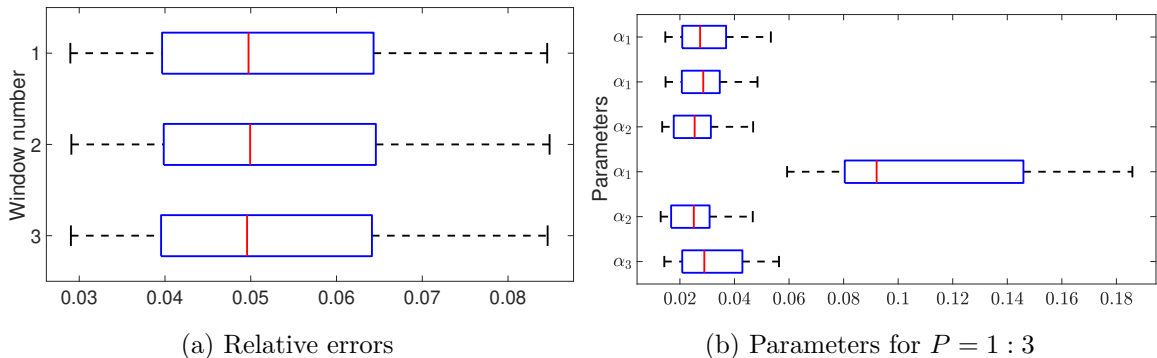 Window number
1
2
3
0.03 0.04 0.05 0.06 0.07 0.08
(a) Relative errors
Parameters
α₁
α₁
α₂
α₁
α₂
α₃
0.02 0.04 0.06 0.08 0.1 0.12 0.14 0.16 0.18
(b) Parameters for P = 1 : 3